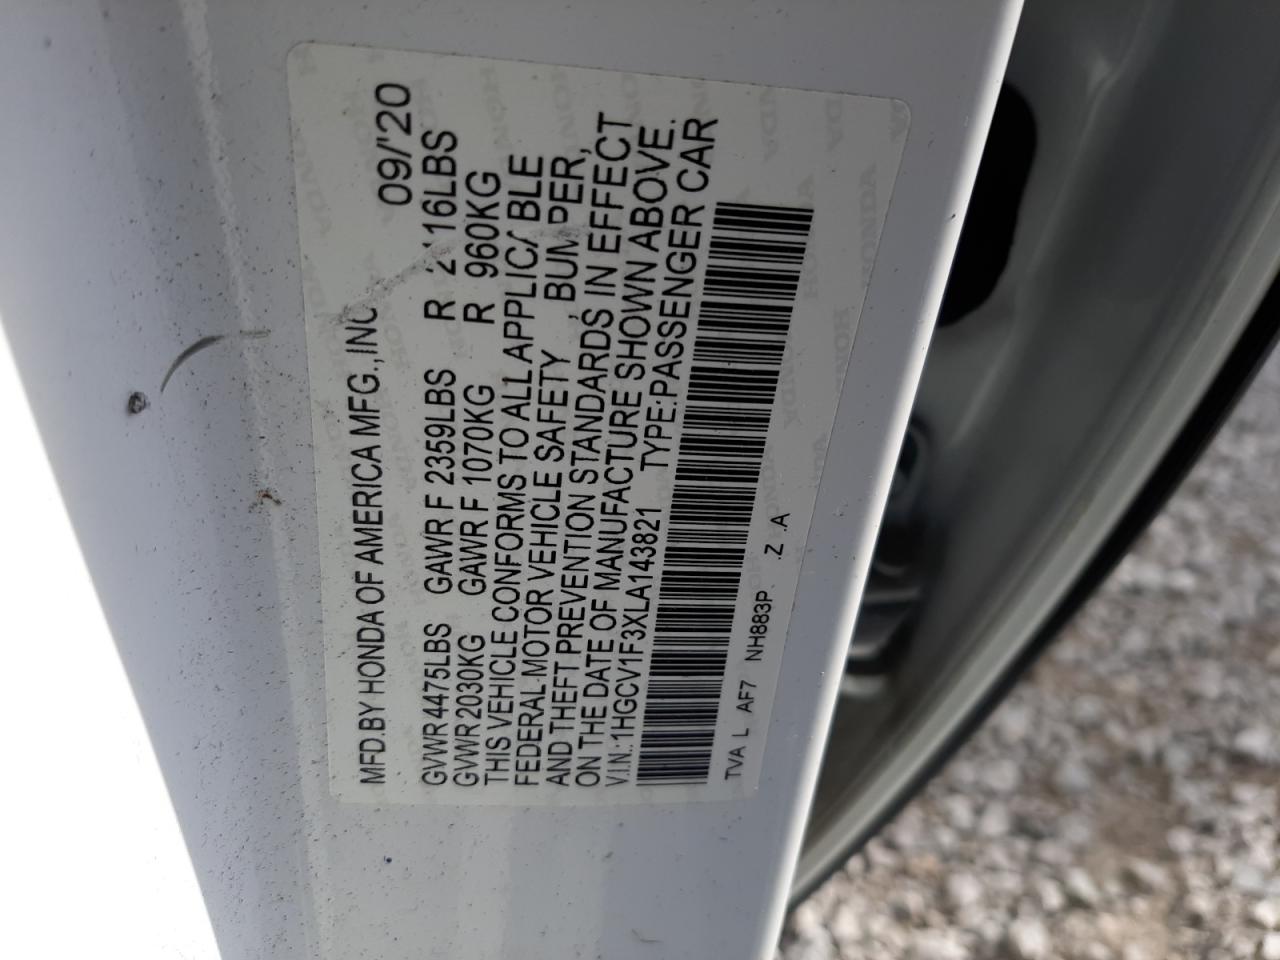 MFD.BY HONDA OF AMERICA MFG.,INC 09/'20
GVWR 4475LBS GAWR F 2359LBS R 2116LBS
GVWR 2030KG GAWR F 1070KG R 960KG
THIS VEHICLE CONFORMS TO ALL APPLICABLE
FEDERAL MOTOR VEHICLE SAFETY , BUMPER,
AND THEFT PREVENTION STANDARDS IN EFFECT
ON THE DATE OF MANUFACTURE SHOWN ABOVE.
V.I.N.:1HGCV1F3XLA143821 TYPE:PASSENGER CAR
TVA L AF7 NH883P .Z .A